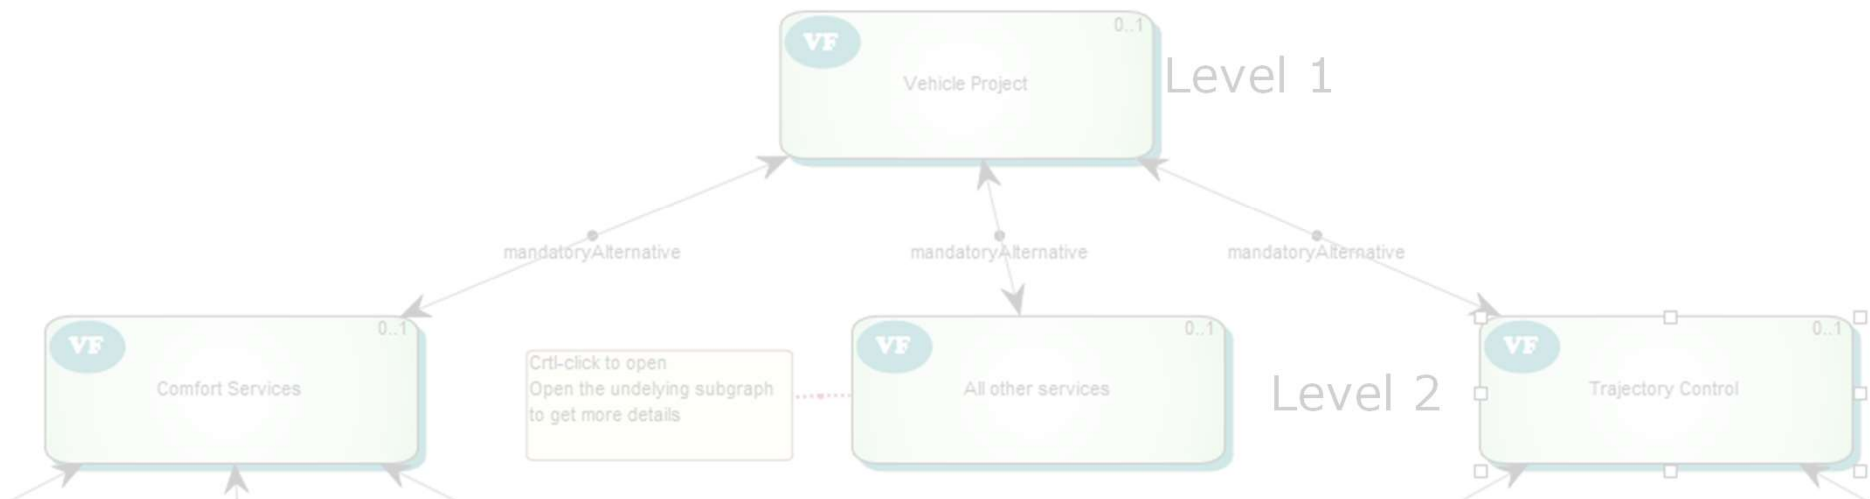 VF
0..1
Vehicle Project
Level 1
mandatoryAlternative
mandatoryAlternative
mandatoryAlternative
VF
0..1
Comfort Services
Crtl-click to open
Open the undelying subgraph
to get more details
VF
0..1
All other services
Level 2
VF
0..1
Trajectory Control